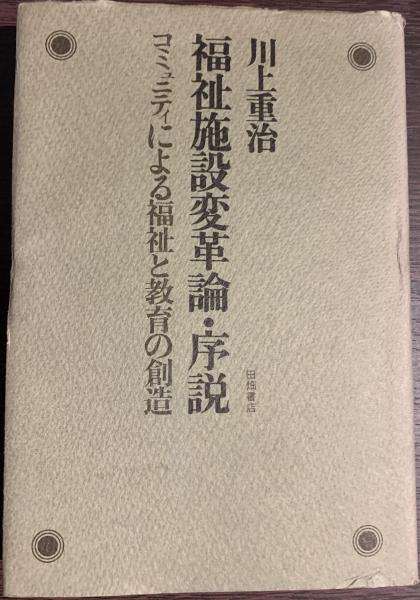 川上重治
福祉施設変革論・序説
コミュニティによる福祉と教育の創造
田畑書店